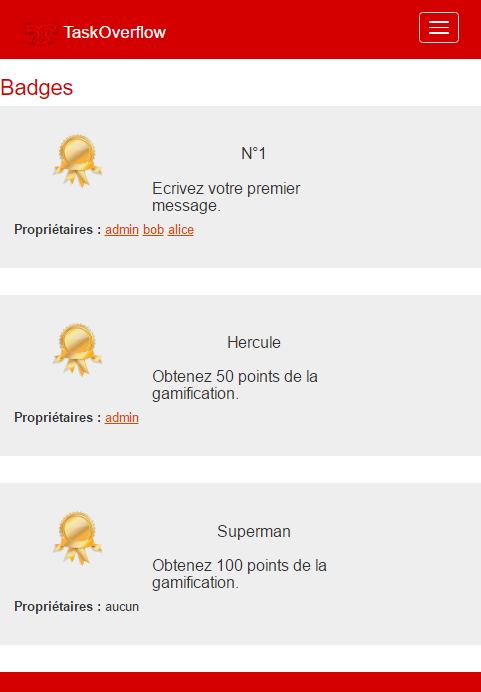 TaskOverflow
Badges
N°1
Ecrivez votre premier
message.
Propriétaires : admin bob alice
Hercule
Obtenez 50 points de la
gamification.
Propriétaires : admin
Superman
Obtenez 100 points de la
gamification.
Propriétaires : aucun